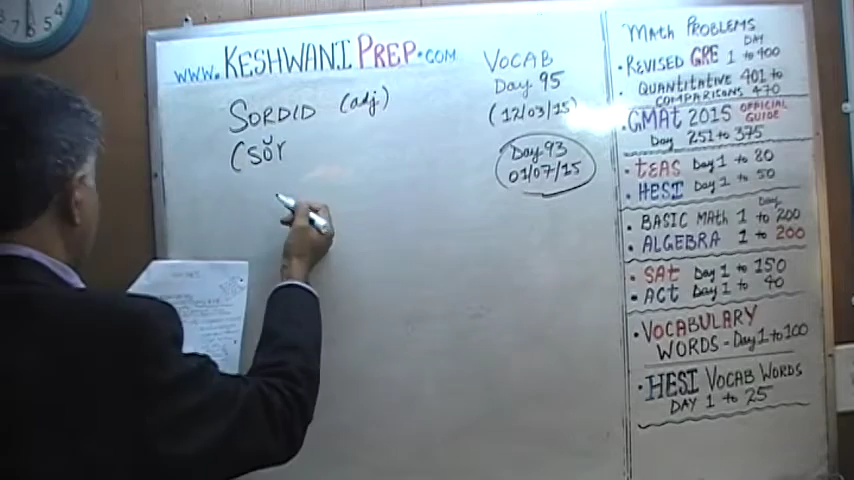 www.KESHWANIPREP.COM
SORDID (adj)
(SŎR
VOCAB
Day 95
(12/03/15)
Day 93
01/07/15
MATH PROBLEMS
DAY
• REVISED GRE 1 to 400
• QUANTITATIVE 401 to
COMPARISONS 470
• GMAt 2015 OFFICIAL
GUIDE
Day 251 to 375
• tEAS Day 1 to 20
• HESI Day 1 to 50
Day
• BASIC MAth 1 to 200
• ALGEBRA 1 to 200
• SAt Day 1 to 150
• ACt Day 1 to 40
• VOCABULARY
WORDS - Day 1 to 100
• HESI VOCAB WORDS
DAY 1 to 25